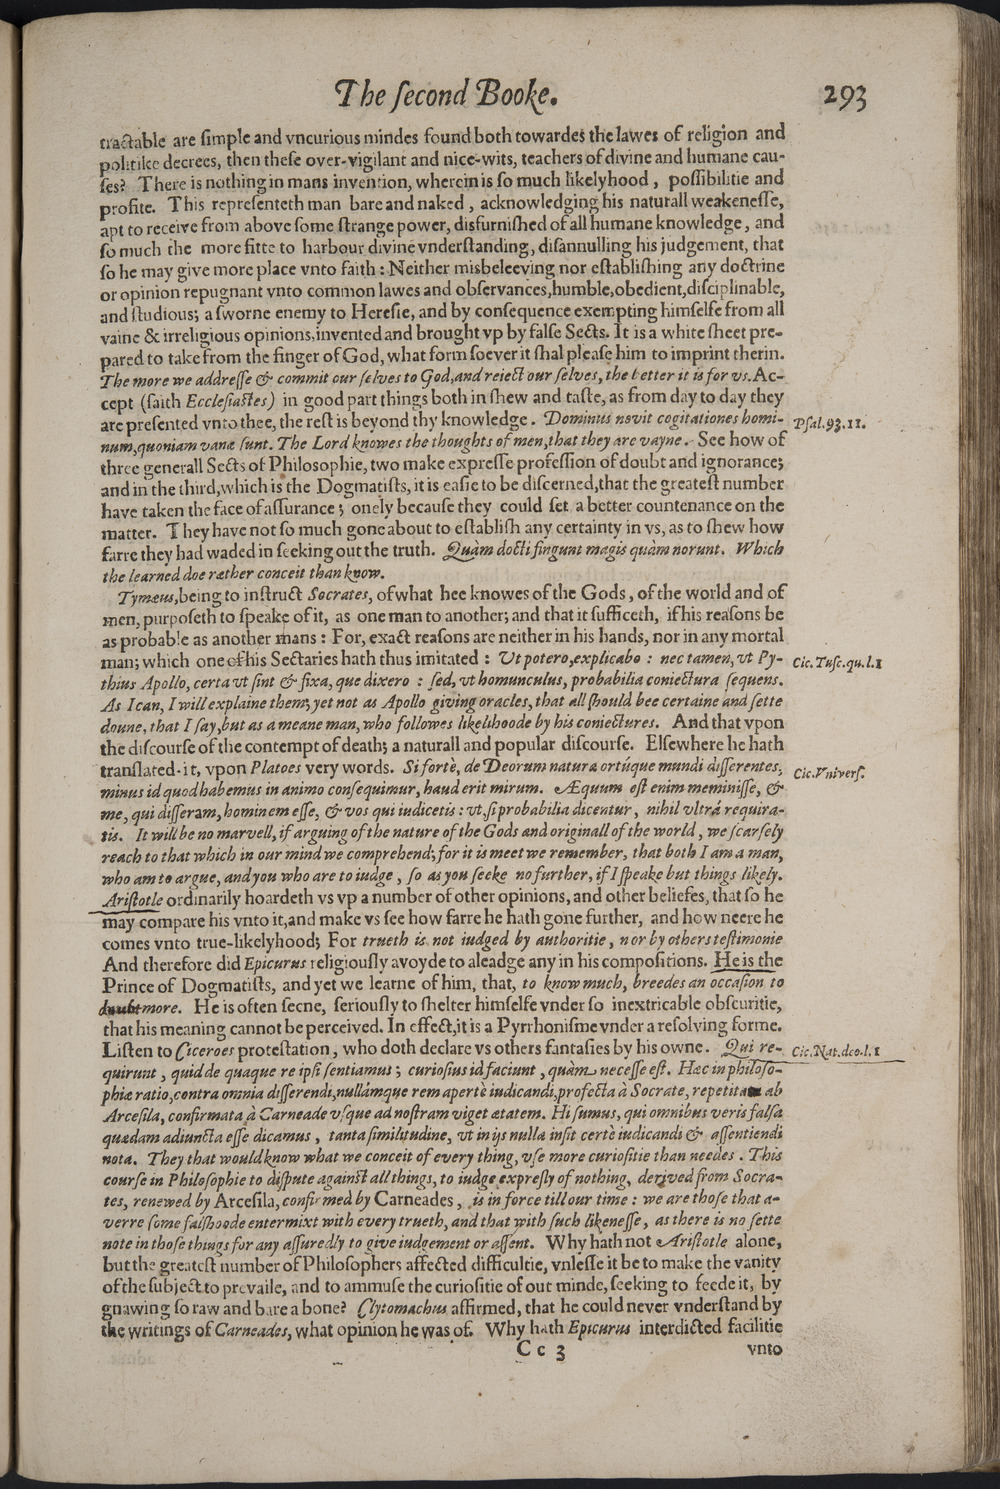 The ſecond Booke. 293
tractable are ſimple and vncurious mindes found both towardes the lawes of religion and
politike decrees, then theſe over-vigilant and nice-wits, teachers of divine and humane cau-
ſes? There is nothing in mans invention, wherein is ſo much likelyhood, poſſibilitie and
profite. This repreſenteth man bare and naked, acknowledging his naturall weakeneſſe,
apt to receive from above ſome ſtrange power, disfurniſhed of all humane knowledge, and
ſo much the more fitte to harbour divine vnderſtanding, diſannulling his judgement, that
ſo he may give more place vnto faith: Neither misbeleeving nor eſtabliſhing any doctrine
or opinion repugnant vnto common lawes and obſervances, humble, obedient, diſciplinable,
and ſtudious; a ſworne enemy to Hereſie, and by conſequence exempting himſelfe from all
vaine & irreligious opinions, invented and brought vp by falſe Sects. It is a white ſheet pre-
pared to take from the finger of God, what form ſoever it ſhal pleaſe him to imprint therin.
The more we addreſſe & commit our ſelves to God, and reiect our ſelves, the better it is for vs. Ac-
cept (ſaith Eccleſiaſtes) in good part things both in ſhew and taſte, as from day to day they
are preſented vnto thee, the reſt is beyond thy knowledge. Dominus novit cogitationes homi- Pſal.93.11.
num, quoniam vanæ ſunt. The Lord knowes the thoughts of men, that they are vayne. See how of
three generall Sects of Philoſophie, two make expreſſe profeſſion of doubt and ignorance;
and in the third, which is the Dogmatiſts, it is eaſie to be diſcerned, that the greateſt number
have taken the face of aſſurance; onely becauſe they could ſet a better countenance on the
matter. They have not ſo much gone about to eſtabliſh any certainty in vs, as to ſhew how
farre they had waded in ſeeking out the truth. Quàm docti fingunt magis quàm norunt. Which
the learned doe rather conceit than know.
Tymæus, being to inſtruct Socrates, of what hee knowes of the Gods, of the world and of
men, purpoſeth to ſpeake of it, as one man to another; and that it ſufficeth, if his reaſons be
as probable as another mans: For, exact reaſons are neither in his hands, nor in any mortal
man; which one of his Sectaries hath thus imitated: Vt potero, explicabo: nec tamen, vt Py- Cic.Tuſc.qu.l.1
thius Apollo, certa vt ſint & fixa, que dixero: ſed, vt homunculus, probabilia coniectura ſequens.
As I can, I will explaine them; yet not as Apollo giving oracles, that all ſhould bee certaine and ſette
doune, that I ſay, but as a meane man, who followes likelihoode by his coniectures. And that vpon
the diſcourſe of the contempt of death; a naturall and popular diſcourſe. Elſewhere he hath
tranſlated it, vpon Platoes very words. Si fortè, de Deorum natura ortúque mundi diſſerentes, Cic.Vniverſ.
minus id quod habemus in animo conſequimur, haud erit mirum. Æquum eſt enim meminiſſe, &
me, qui diſſeram, hominem eſſe, & vos qui iudicetis: vt, ſi probabilia dicentur, nihil vltrá requira-
tis. It will be no marvell, if arguing of the nature of the Gods and originall of the world, we ſcarſely
reach to that which in our mind we comprehend; for it is meet we remember, that both I am a man,
who am to argue, and you who are to iudge, ſo as you ſeeke no further, if I ſpeake but things likely.
Ariſtotle ordinarily hoardeth vs vp a number of other opinions, and other beliefes, that ſo he
may compare his vnto it, and make vs ſee how farre he hath gone further, and how neere he
comes vnto true-likelyhood; For trueth is not iudged by authoritie, nor by others teſtimonie
And therefore did Epicurus religiouſly avoyde to aleadge any in his compoſitions. He is the
Prince of Dogmatiſts, and yet we learne of him, that, to know much, breedes an occaſion to
doubt more. He is often ſeene, ſeriouſly to ſhelter himſelfe vnder ſo inextricable obſcuritie,
that his meaning cannot be perceived. In effect, it is a Pyrrhoniſme vnder a reſolving forme.
Liſten to Ciceroes proteſtation, who doth declare vs others fantaſies by his owne. Qui re- Cic.Nat.deo.l.1
quirunt, quid de quaque re ipſi ſentiamus; curioſius id faciunt, quàm neceſſe eſt. Hæc in philoſo-
phia ratio, contra omnia diſſerendi, nullámque rem apertè iudicandi, profecta à Socrate, repetita ab
Arceſila, confirmata à Carneade vſque ad noſtram viget ætatem. Hi ſumus, qui omnibus veris falſa
quædam adiuncta eſſe dicamus, tanta ſimilitudine, vt in ijs nulla inſit certè iudicandi & aſſentiendi
nota. They that would know what we conceit of every thing, vſe more curioſitie than needes. This
courſe in Philoſophie to diſpute againſt all things, to iudge expreſly of nothing, derived from Socra-
tes, renewed by Arceſila, confirmed by Carneades, is in force till our time: we are thoſe that a-
verre ſome falſhoode entermixt with every trueth, and that with ſuch likeneſſe, as there is no ſette
note in thoſe things for any aſſuredly to give iudgement or aſſent. Why hath not Ariſtotle alone,
but the greateſt number of Philoſophers affected difficultie, vnleſſe it be to make the vanity
of the ſubject to prevaile, and to ammuſe the curioſitie of out minde, ſeeking to feede it, by
gnawing ſo raw and bare a bone? Clytomachus affirmed, that he could never vnderſtand by
the writings of Carneades, what opinion he was of. Why hath Epicurus interdicted facilitie
Cc 3 vnto